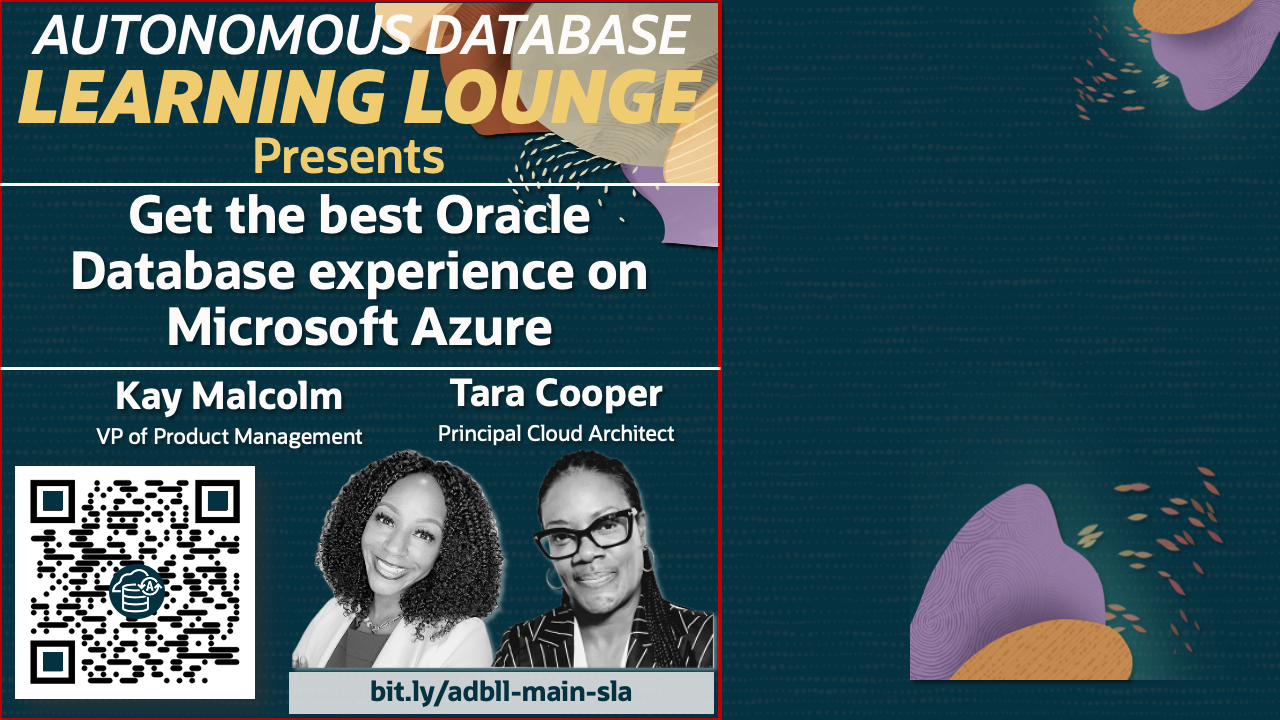 AUTONOMOUS DATABASE
LEARNING LOUNGE
Presents
Get the best Oracle
Database experience on
Microsoft Azure
Kay Malcolm
VP of Product Management
Tara Cooper
Principal Cloud Architect
A
bit.ly/adbll-main-sla